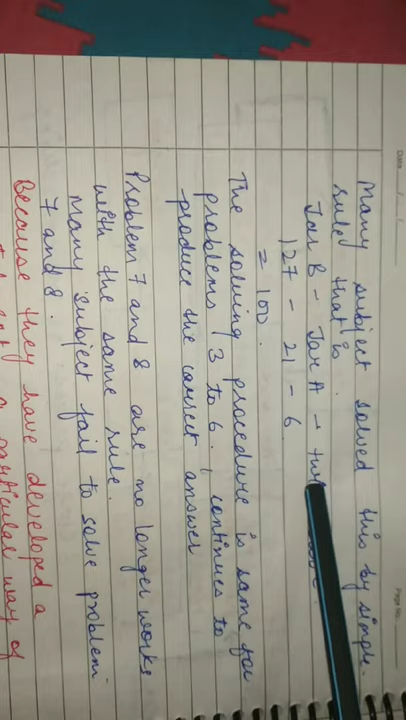 Date
Page No.
Many subject solved this by simple
rule that is
Jar B - Jar A -
127 - 21 - 6
= 100.
The solving procedure is same for
problems 3 to 6, continues to
produce the correct answer
Problem 7 and 8 are no longer works
with the same rule.
Many subject fail to solve problem
7 and 8.
Because they have developed a
particular way of